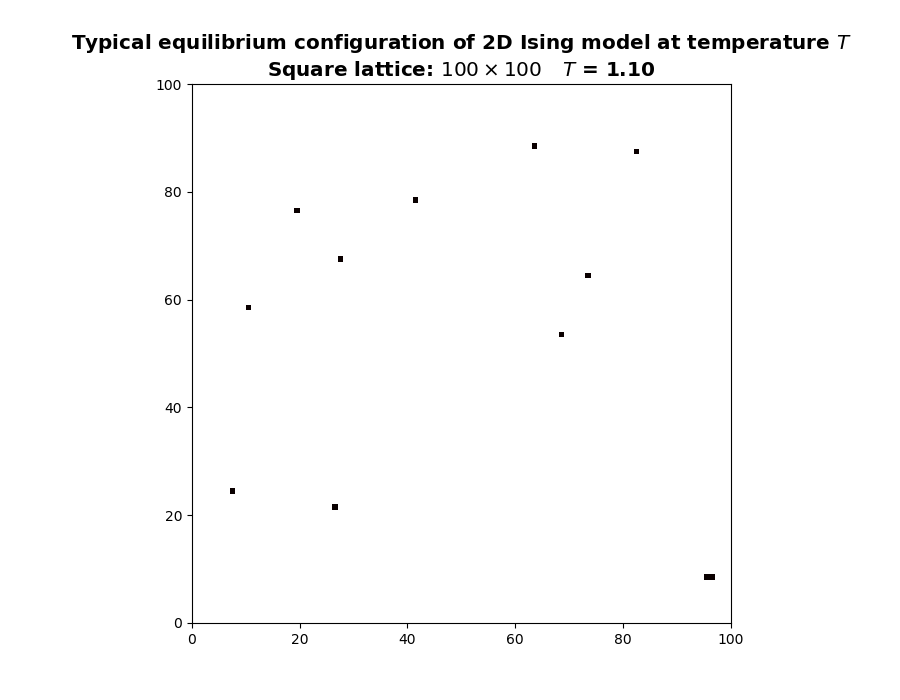 Typical equilibrium configuration of 2D Ising model at temperature T
Square lattice: 100 × 100 T = 1.10
100
80
60
40
20
0
0 20 40 60 80 100